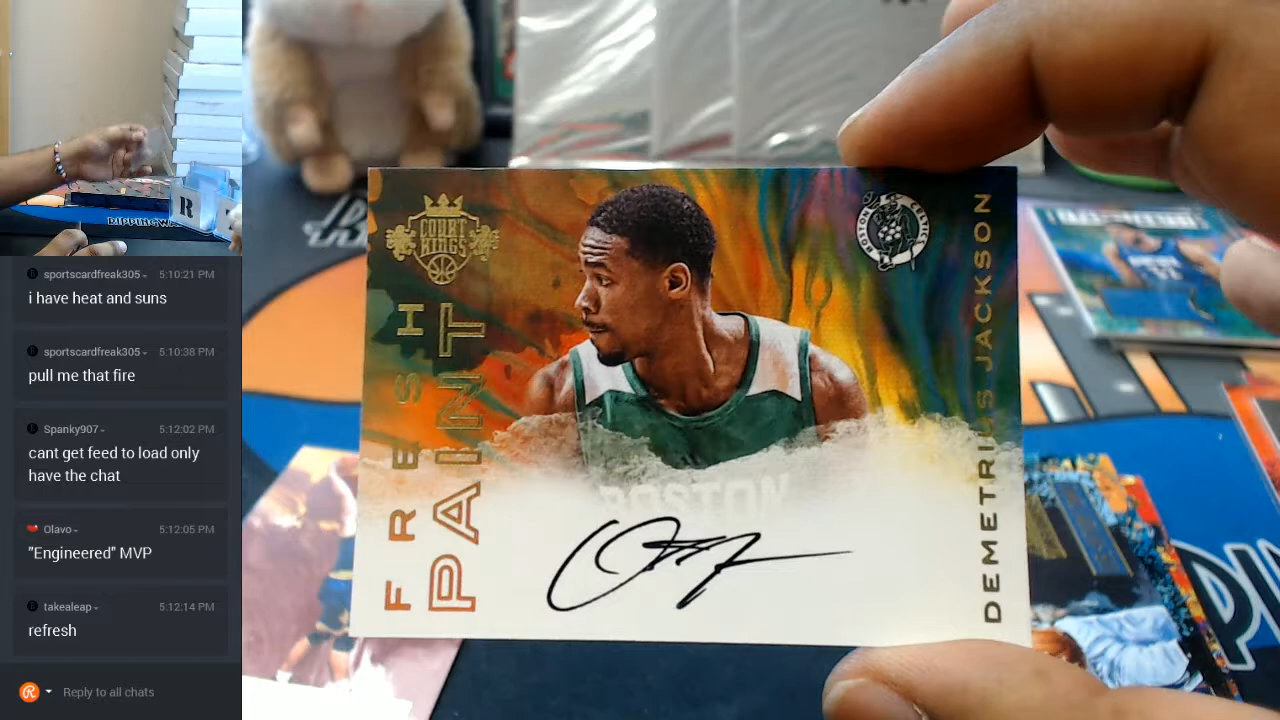 RIPPINGW
R
sportscardfreak305 5:10:21 PM
i have heat and suns
sportscardfreak305 5:10:38 PM
pull me that fire
Spanky907 5:12:02 PM
cant get feed to load only
have the chat
Olavo 5:12:05 PM
"Engineered" MVP
takealeap 5:12:14 PM
refresh
Reply to all chats
COURT
KINGS
FRESH
PAINT
BOSTON
CELTICS
DEMETRIUS JACKSON
BOSTON